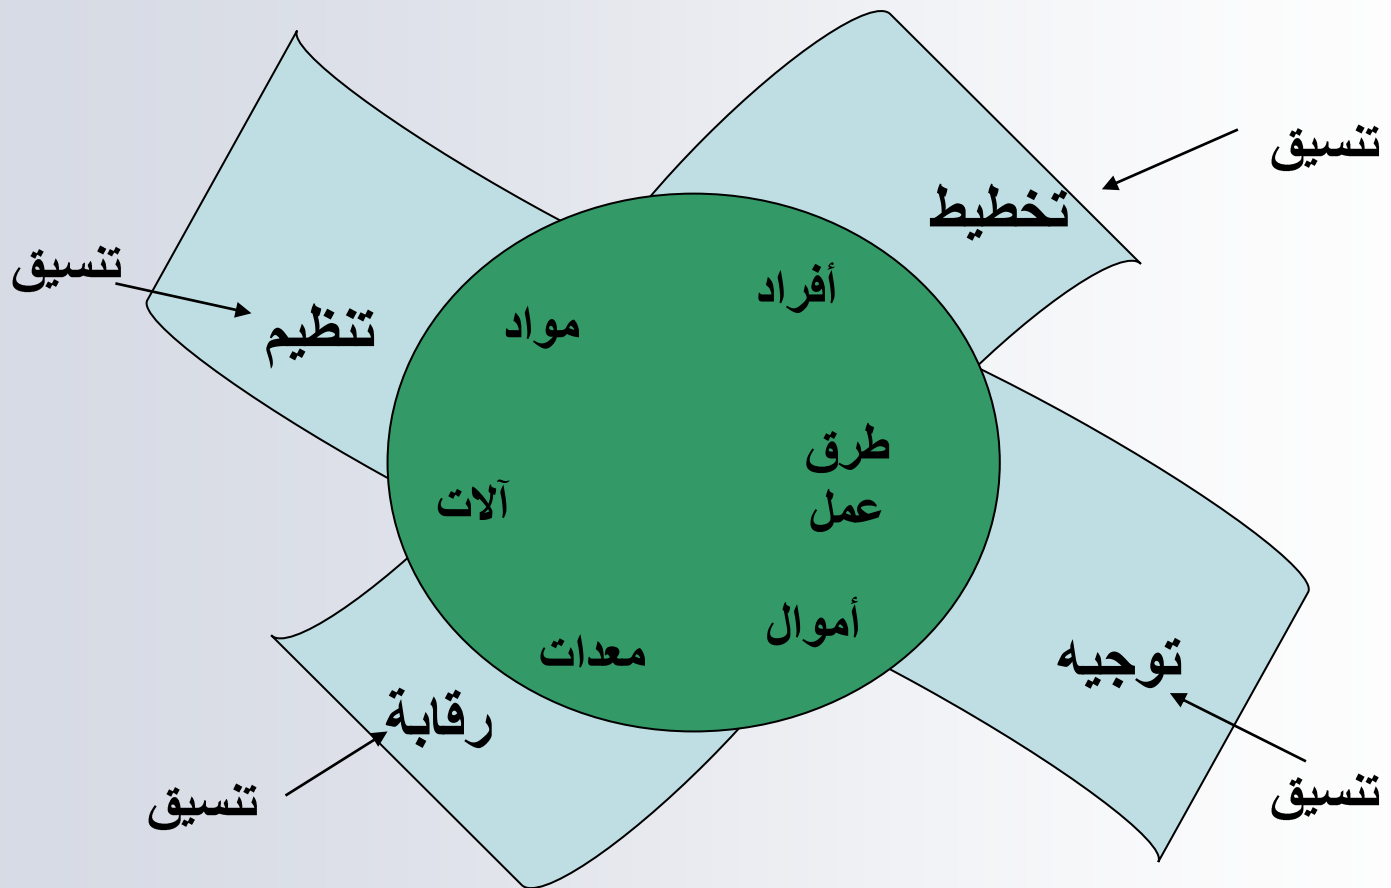 تنسيق
تخطيط
تنسيق
تنظيم
أفراد
مواد
طرق
عمل
آلات
أموال
معدات
توجيه
تنسيق
رقابة
تنسيق